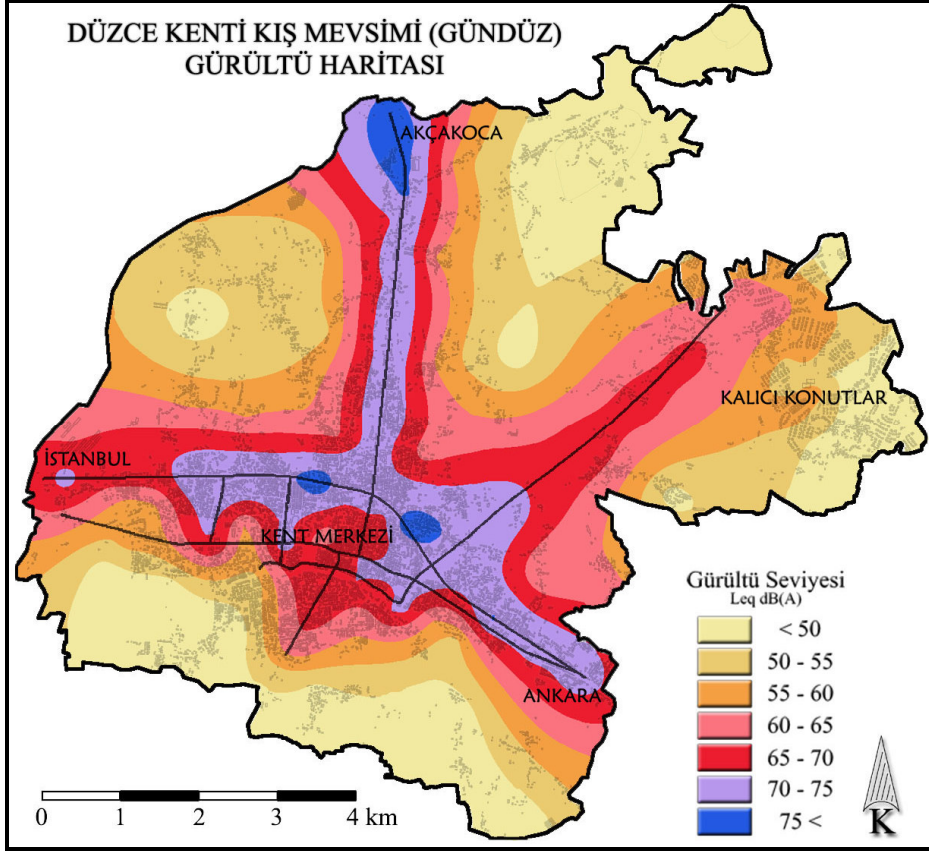 DÜZCE KENTİ KIŞ MEVSİMİ (GÜNDÜZ)
GÜRÜLTÜ HARİTASI
AKÇAKOCA
KALICI KONUTLAR
İSTANBUL
KENT MERKEZİ
ANKARA
Gürültü Seviyesi
Leq dB(A)
< 50
50 - 55
55 - 60
60 - 65
65 - 70
70 - 75
75 <
0 1 2 3 4 km
K